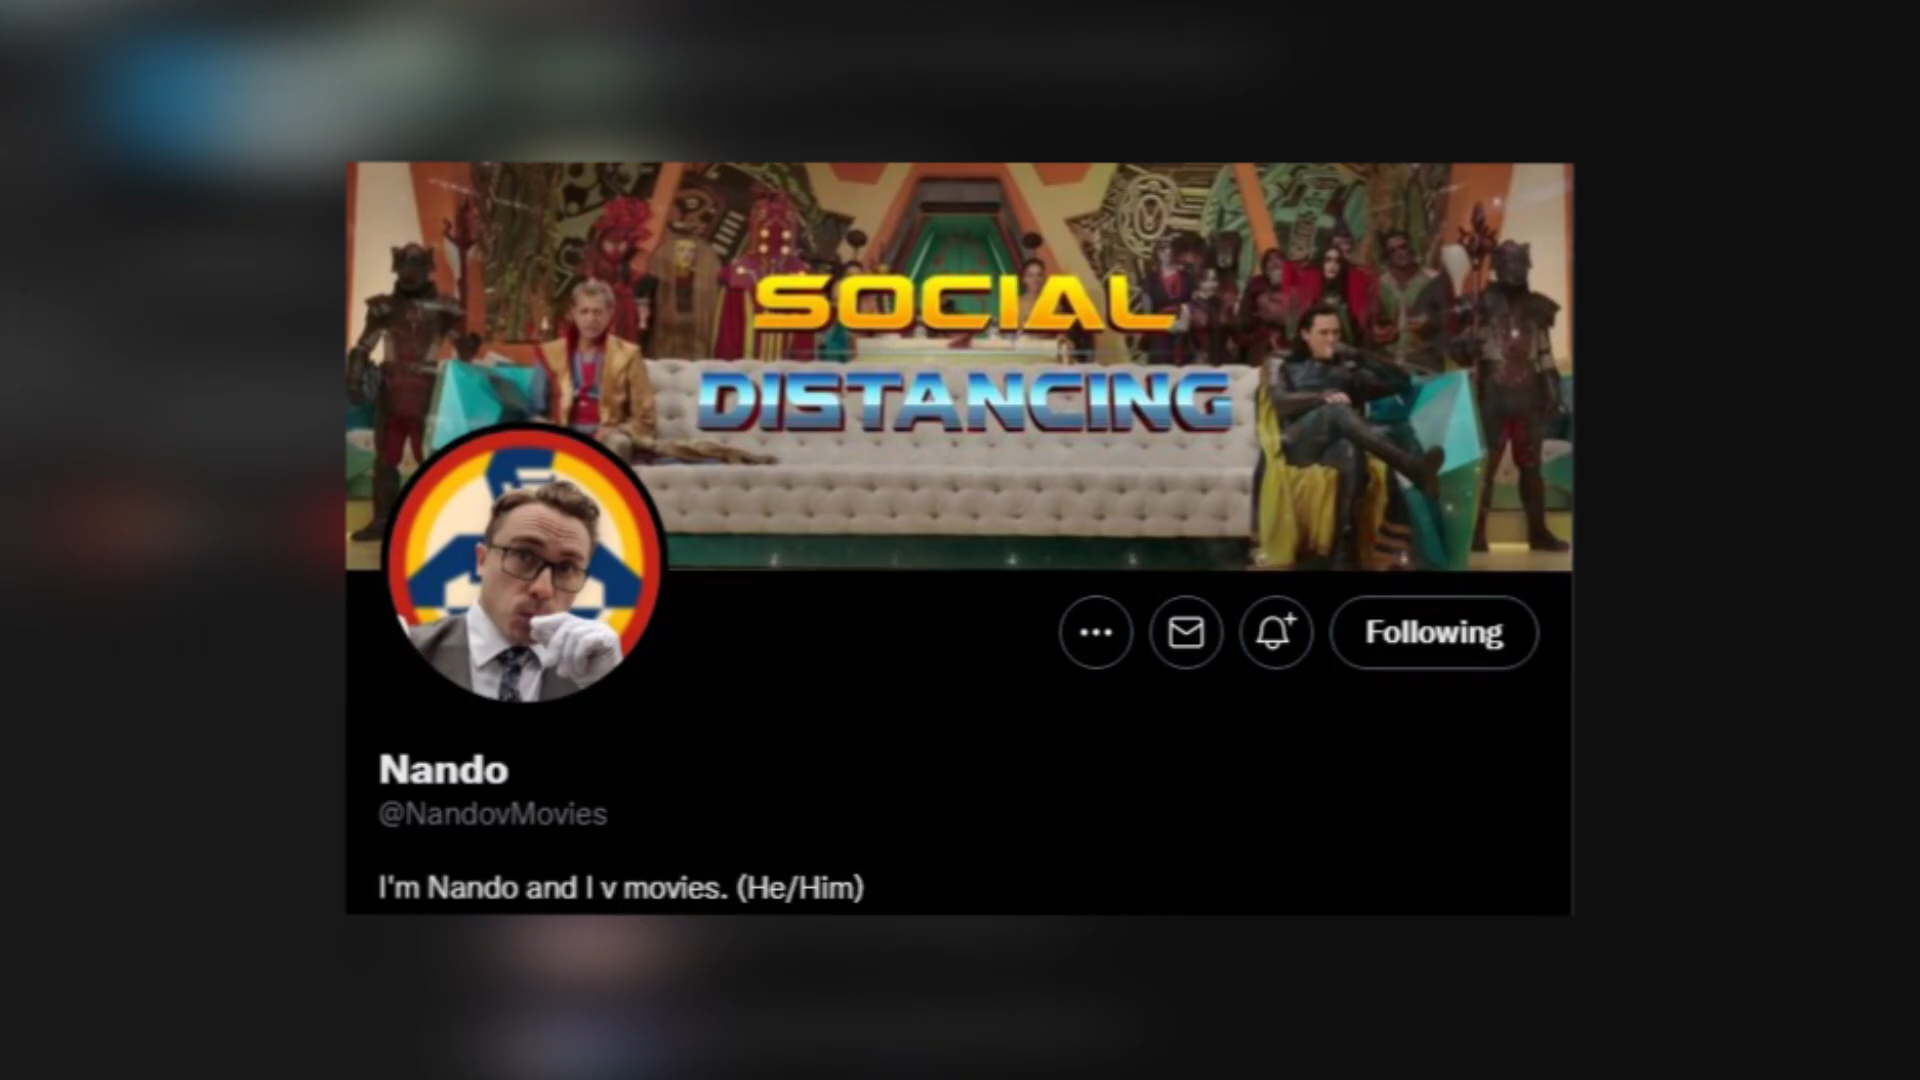 SOCIAL
DISTANCING
Following
Nando
@NandovMovies
I'm Nando and I v movies. (He/Him)